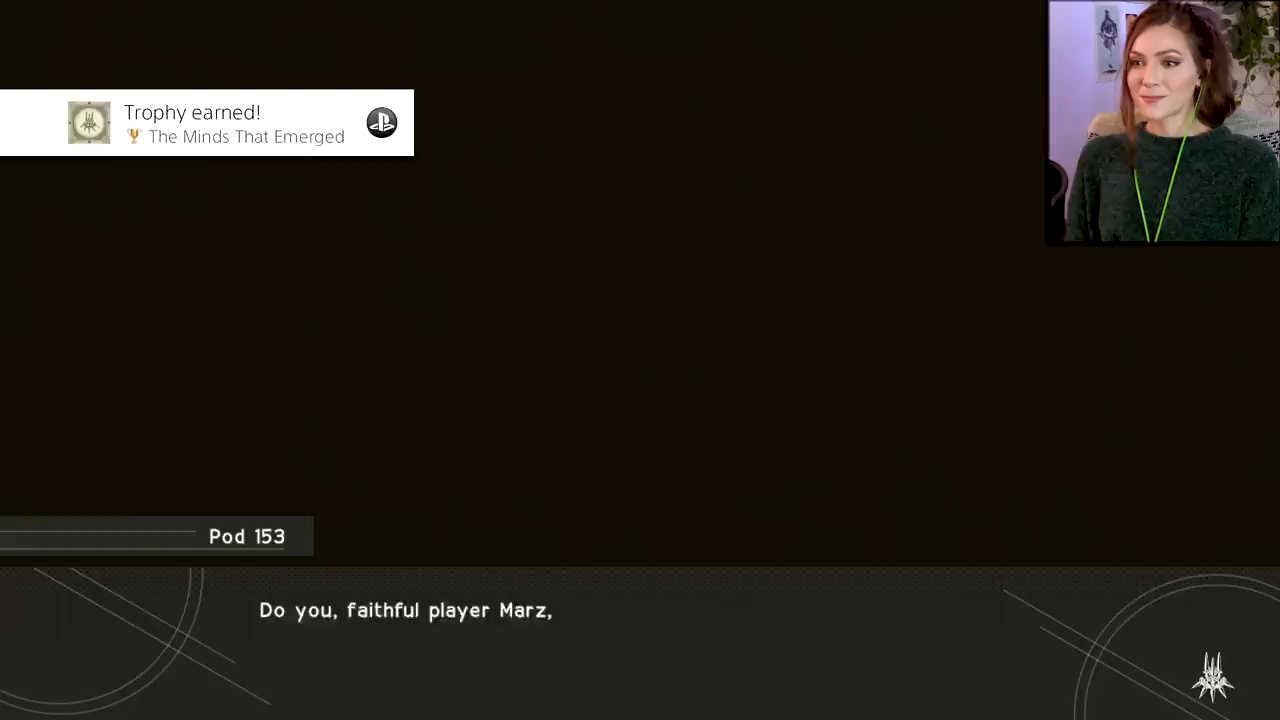 Trophy earned!
The Minds That Emerged
Pod 153
Do you, faithful player Marz,